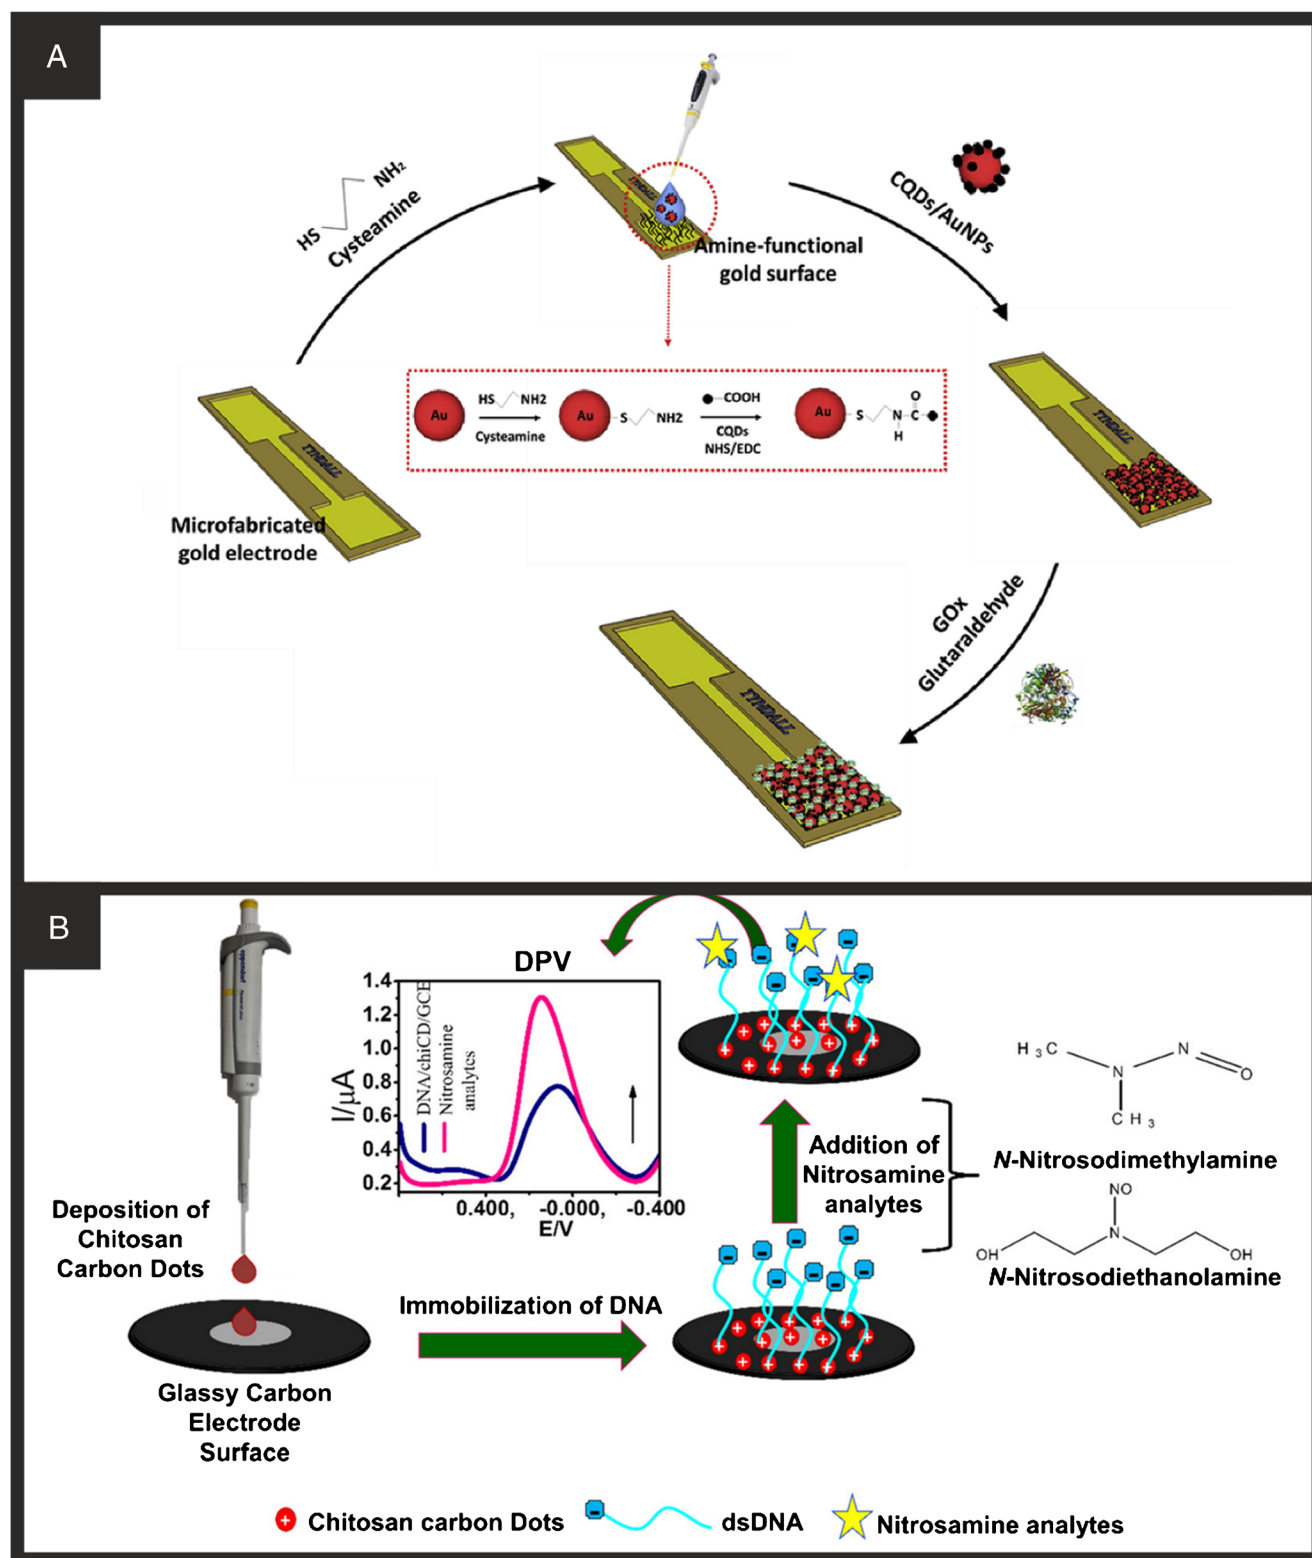 A
HS
NH₂
Cysteamine
Amine-functional
gold surface
CQDs/AuNPs
TYNDALL
Microfabricated
gold electrode
Au
HS NH2
Cysteamine
Au S NH2
COOH
CQDs
NHS/EDC
Au S N C
O
H
TYNDALL
TYNDALL
GOx
Glutaraldehyde
TYNDALL
B
eppendorf
DPV
1.4
1.2
1.0
0.8
0.6
0.4
0.2
I/µA
DNA/chiCD/GCE
Nitrosamine
analytes
0.400, -0.000, -0.400
E/V
Deposition of
Chitosan
Carbon Dots
Glassy Carbon
Electrode
Surface
Immobilization of DNA
Addition of
Nitrosamine
analytes
H₃C
N
N
O
CH₃
N-Nitrosodimethylamine
NO
N
OH
OH
N-Nitrosodiethanolamine
Chitosan carbon Dots
dsDNA
Nitrosamine analytes